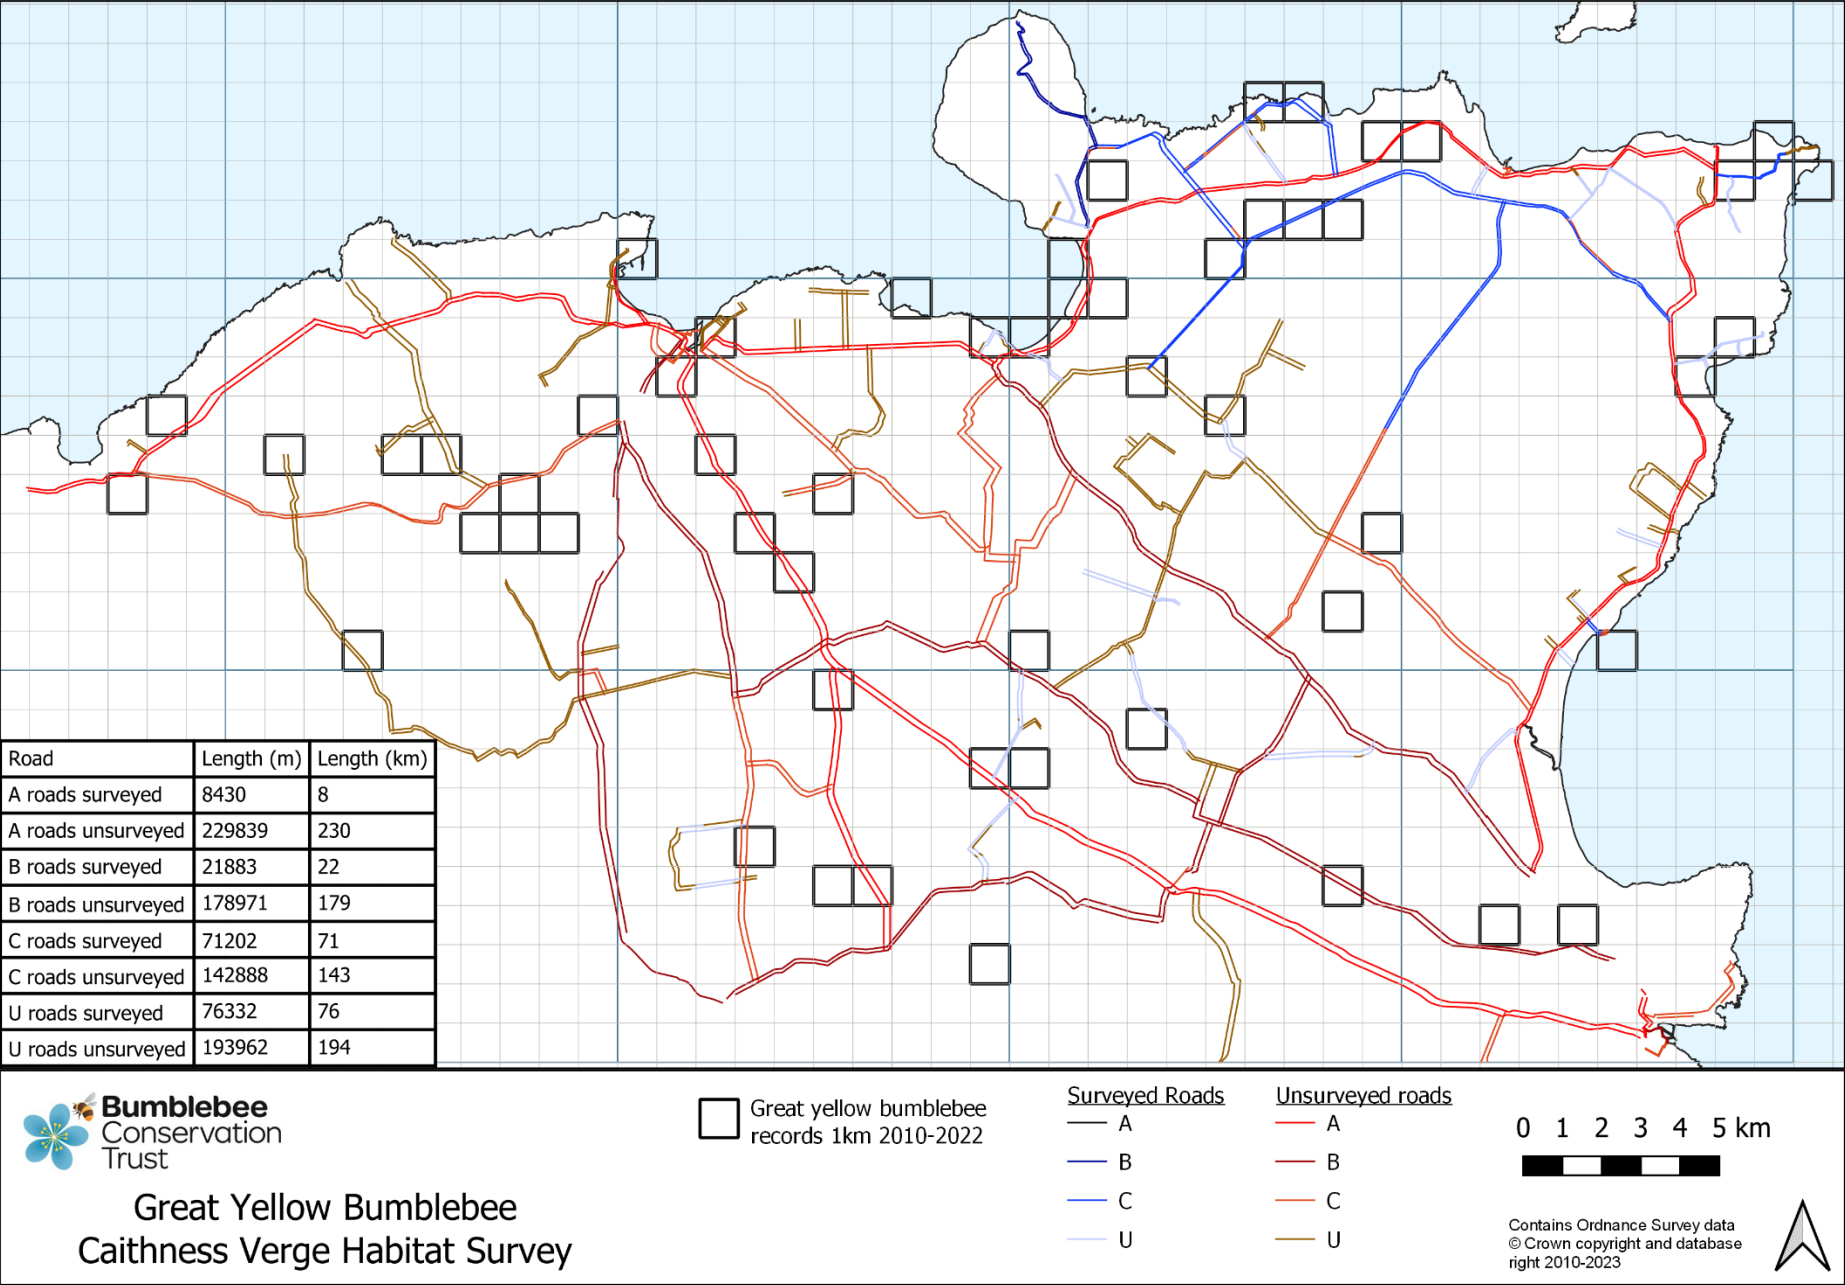 Road Length (m) Length (km)
A roads surveyed 8430 8
A roads unsurveyed 229839 230
B roads surveyed 21883 22
B roads unsurveyed 178971 179
C roads surveyed 71202 71
C roads unsurveyed 142888 143
U roads surveyed 76332 76
U roads unsurveyed 193962 194
Bumblebee
Conservation
Trust
Great Yellow Bumblebee
Caithness Verge Habitat Survey
Great yellow bumblebee
records 1km 2010-2022
Surveyed Roads
A
B
C
U
Unsurveyed roads
A
B
C
U
0 1 2 3 4 5 km
Contains Ordnance Survey data
© Crown copyright and database
right 2010-2023